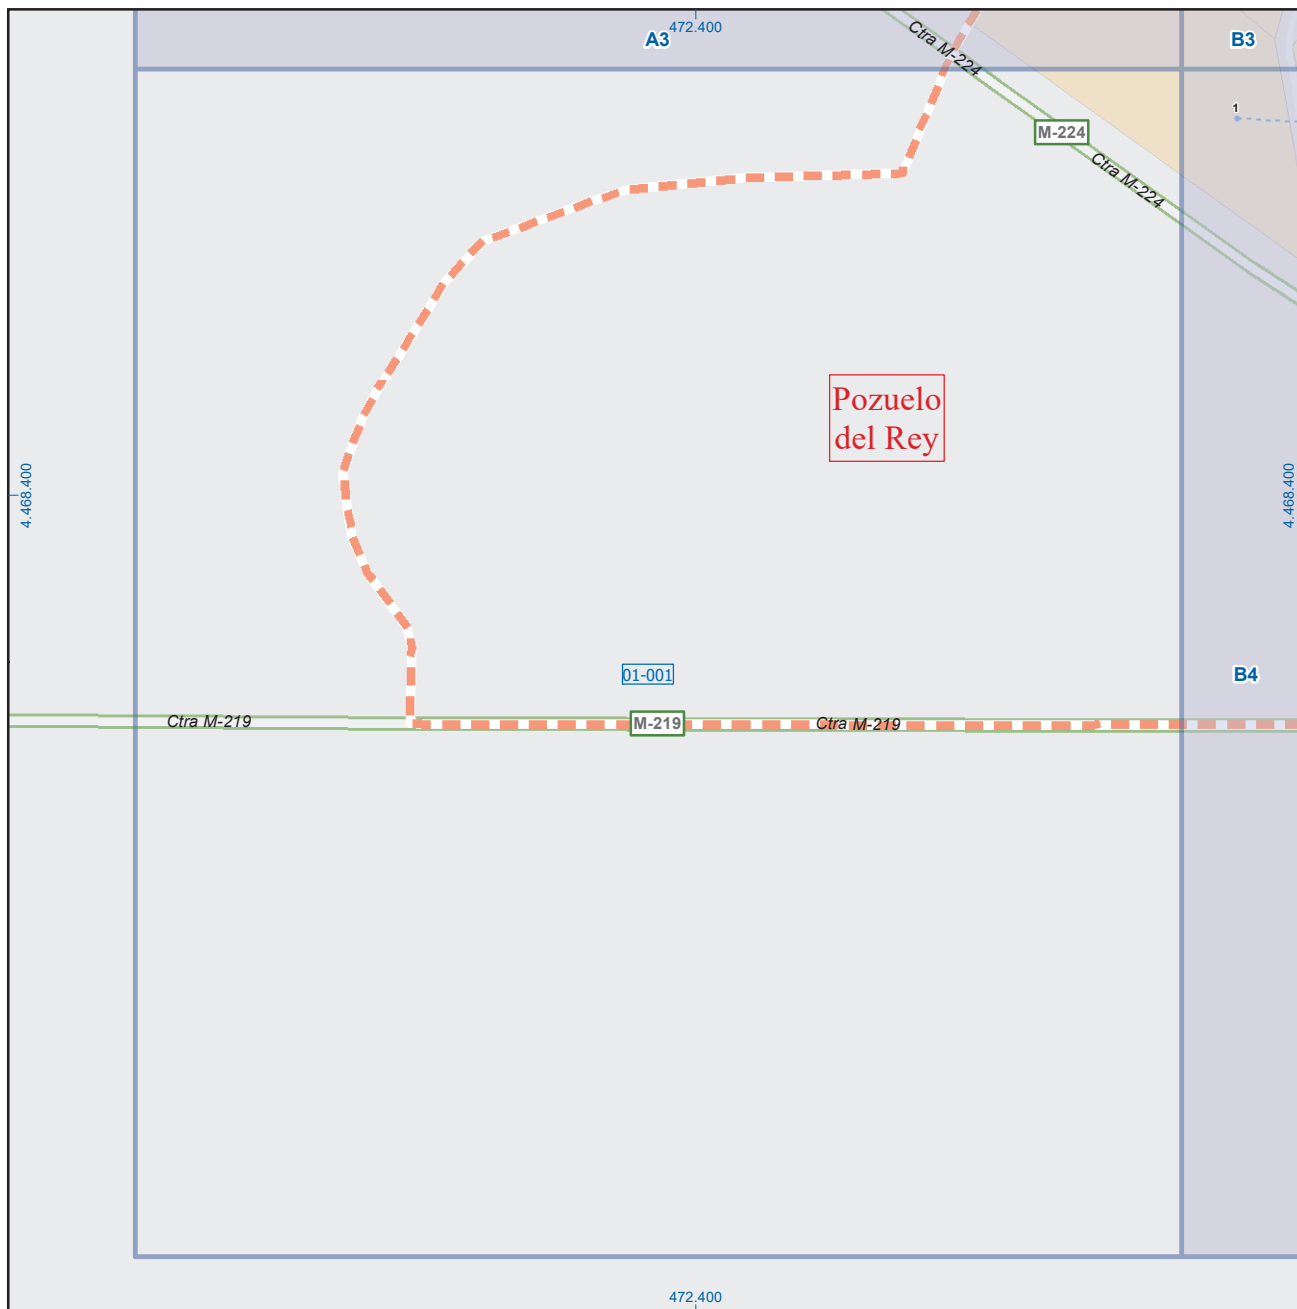 472.400
A3
B3
Ctra M-224
1
M-224
Ctra M-224
Pozuelo
del Rey
4.468.400
4.468.400
01-001
B4
Ctra M-219
M-219
Ctra M-219
472.400